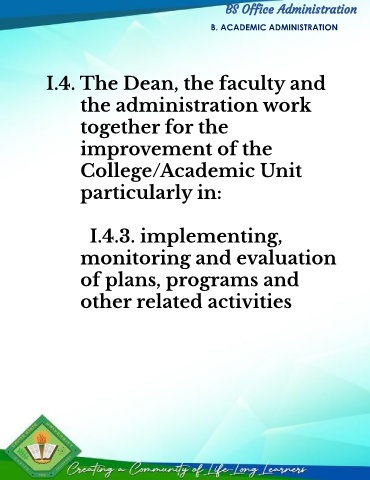 BS Office Administration
B. ACADEMIC ADMINISTRATION
I.4. The Dean, the faculty and
the administration work
together for the
improvement of the
College/Academic Unit
particularly in:
I.4.3. implementing,
monitoring and evaluation
of plans, programs and
other related activities
Creating a Community of Life-Long Learners